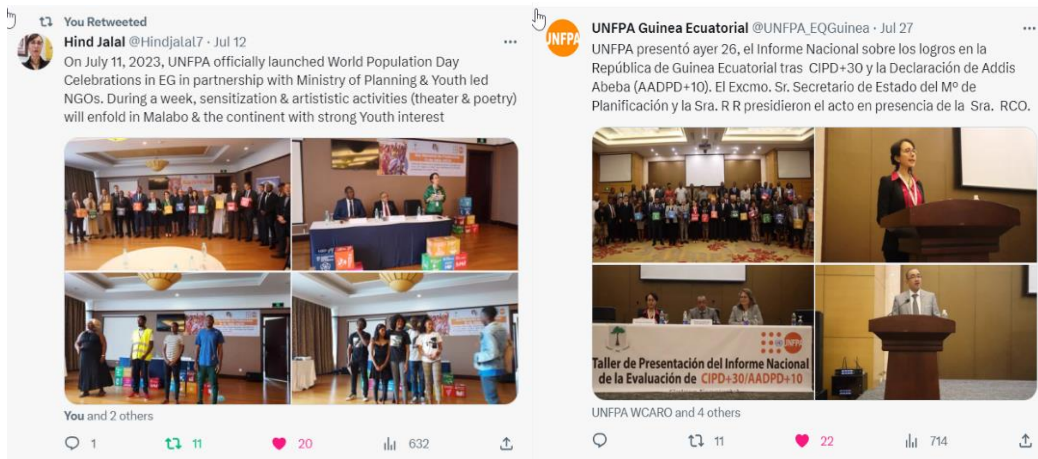 You Retweeted
Hind Jalal @Hindjalal7 · Jul 12
On July 11, 2023, UNFPA officially launched World Population Day
Celebrations in EG in partnership with Ministry of Planning & Youth led
NGOs. During a week, sensitization & artististic activities (theater & poetry)
will enfold in Malabo & the continent with strong Youth interest
You and 2 others
1
11
20
632
UNFPA
UNFPA Guinea Ecuatorial @UNFPA_EQGuinea · Jul 27
UNFPA presentó ayer 26, el Informe Nacional sobre los logros en la
República de Guinea Ecuatorial tras CIPD+30 y la Declaración de Addis
Abeba (AADPD+10). El Excmo. Sr. Secretario de Estado del Mº de
Planificación y la Sra. R R presidieron el acto en presencia de la Sra. RCO.
UNFPA
Taller de Presentación del Informe Nacional
de la Evaluación de CIPD+30/AADPD+10
UNFPA WCARO and 4 others
11
22
714